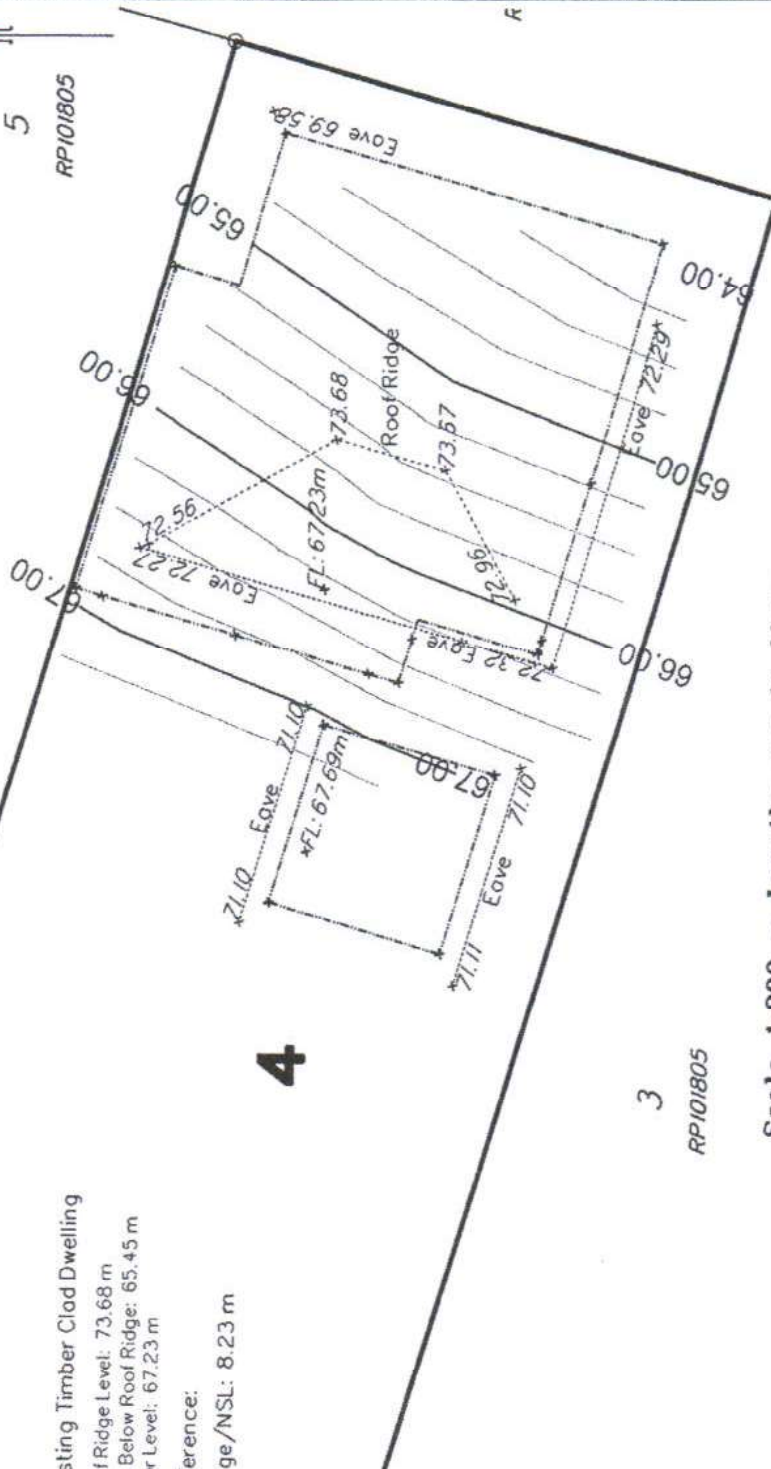 5
RP101805
R
65.00
Eave 69.58
66.00
64.00
73.68
Roof Ridge
73.67
Eave 72.29
65.00
67.00
72.56
72.27
Eave
FL: 67.23m
72.96
72.32 Eave
66.00
71.10
Eave
71.10
FL: 67.69m
67.00
71.10
Eave
71.11
4
sting Timber Clad Dwelling
f Ridge Level: 73.68 m
Below Roof Ridge: 65.45 m
r Level: 67.23 m
erence:
ge/NSL: 8.23 m
3
RP101805